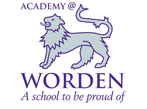 ACADEMY @
WORDEN
A school to be proud of